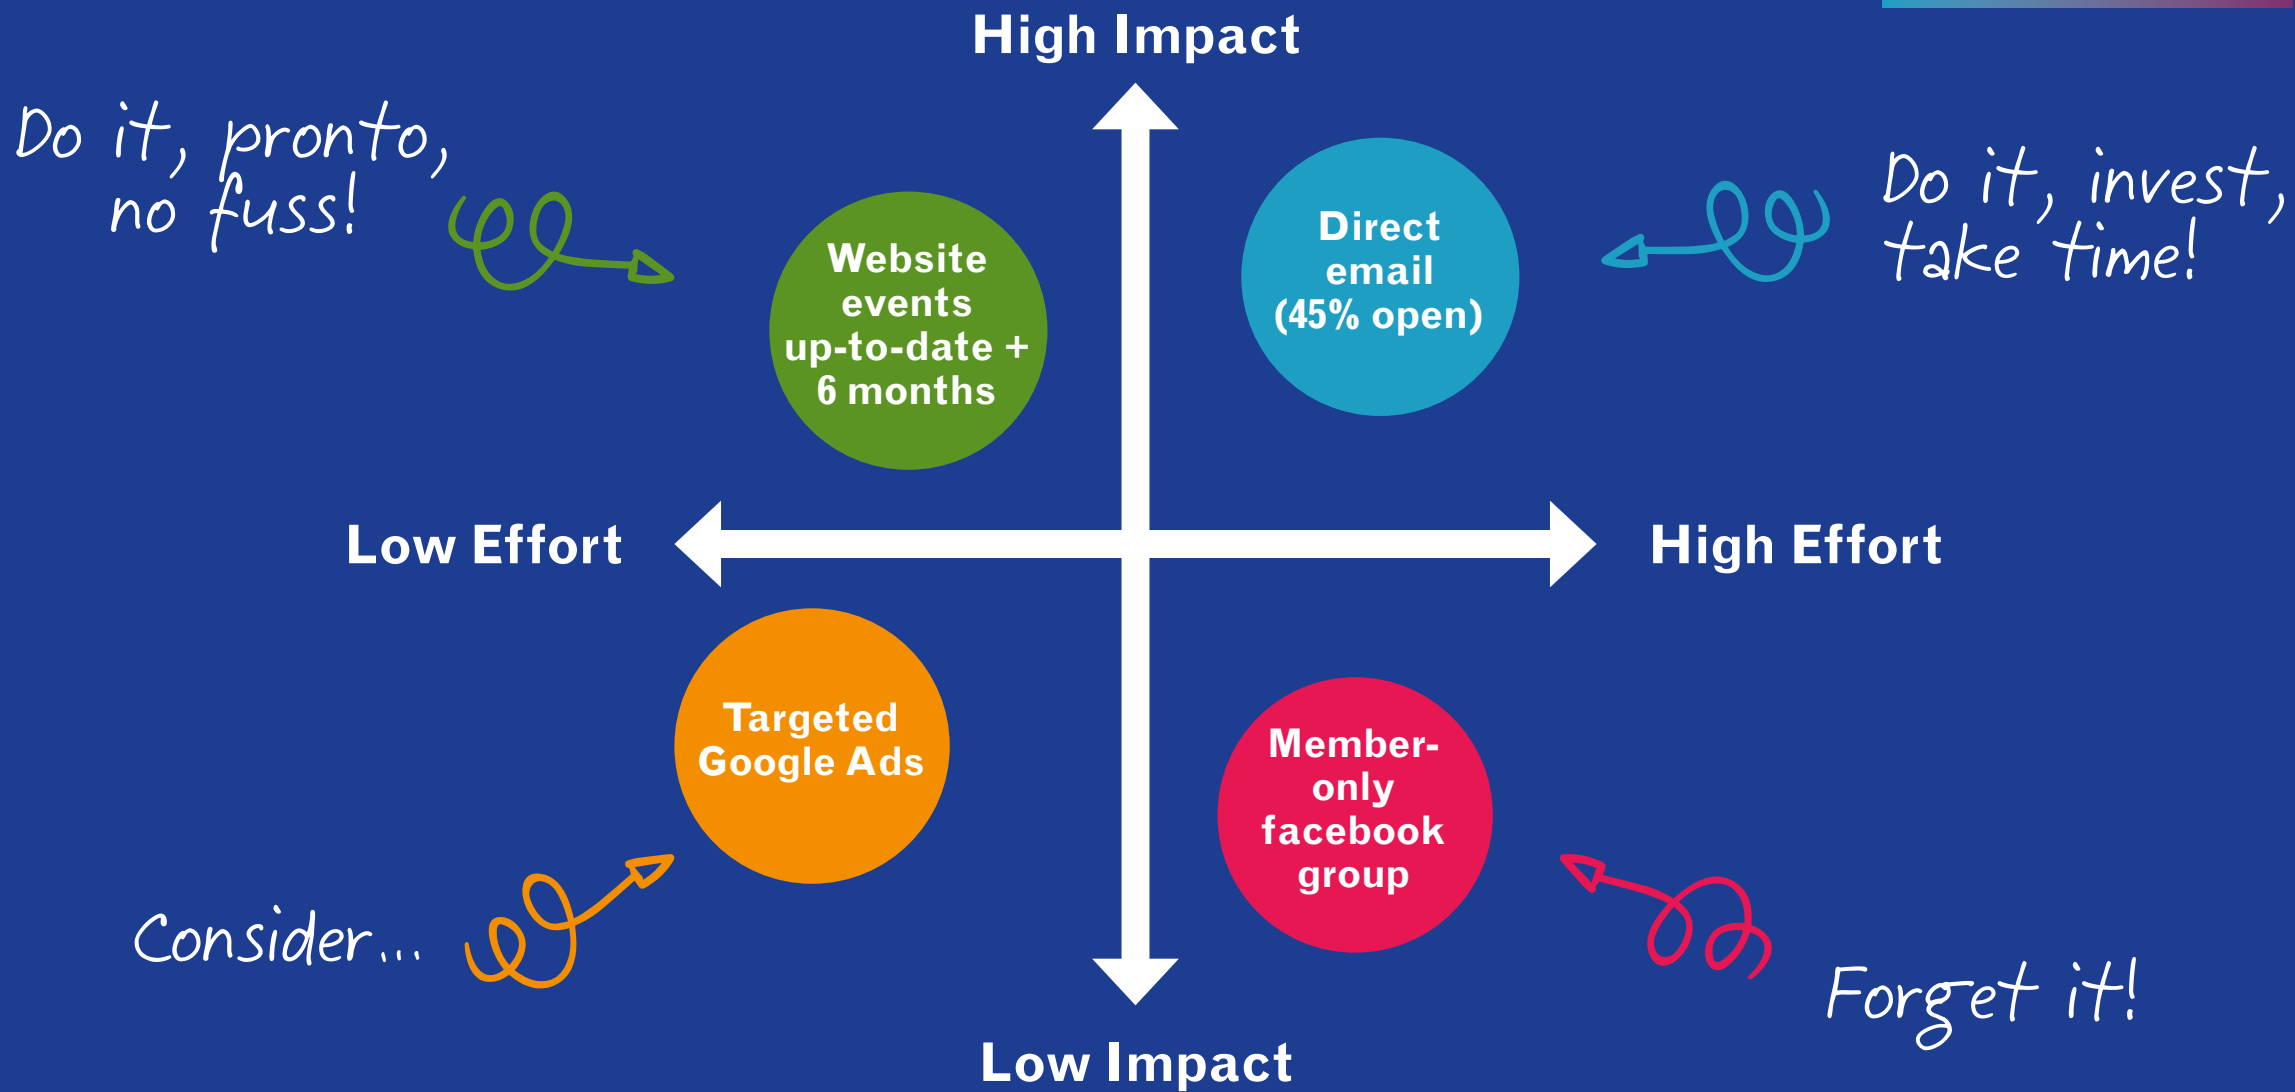 High Impact
Do it, pronto,
no fuss!
Website
events
up-to-date +
6 months
Direct
email
(45% open)
Do it, invest,
take time!
Low Effort
High Effort
Targeted
Google Ads
Member-
only
facebook
group
Consider...
Forget it!
Low Impact